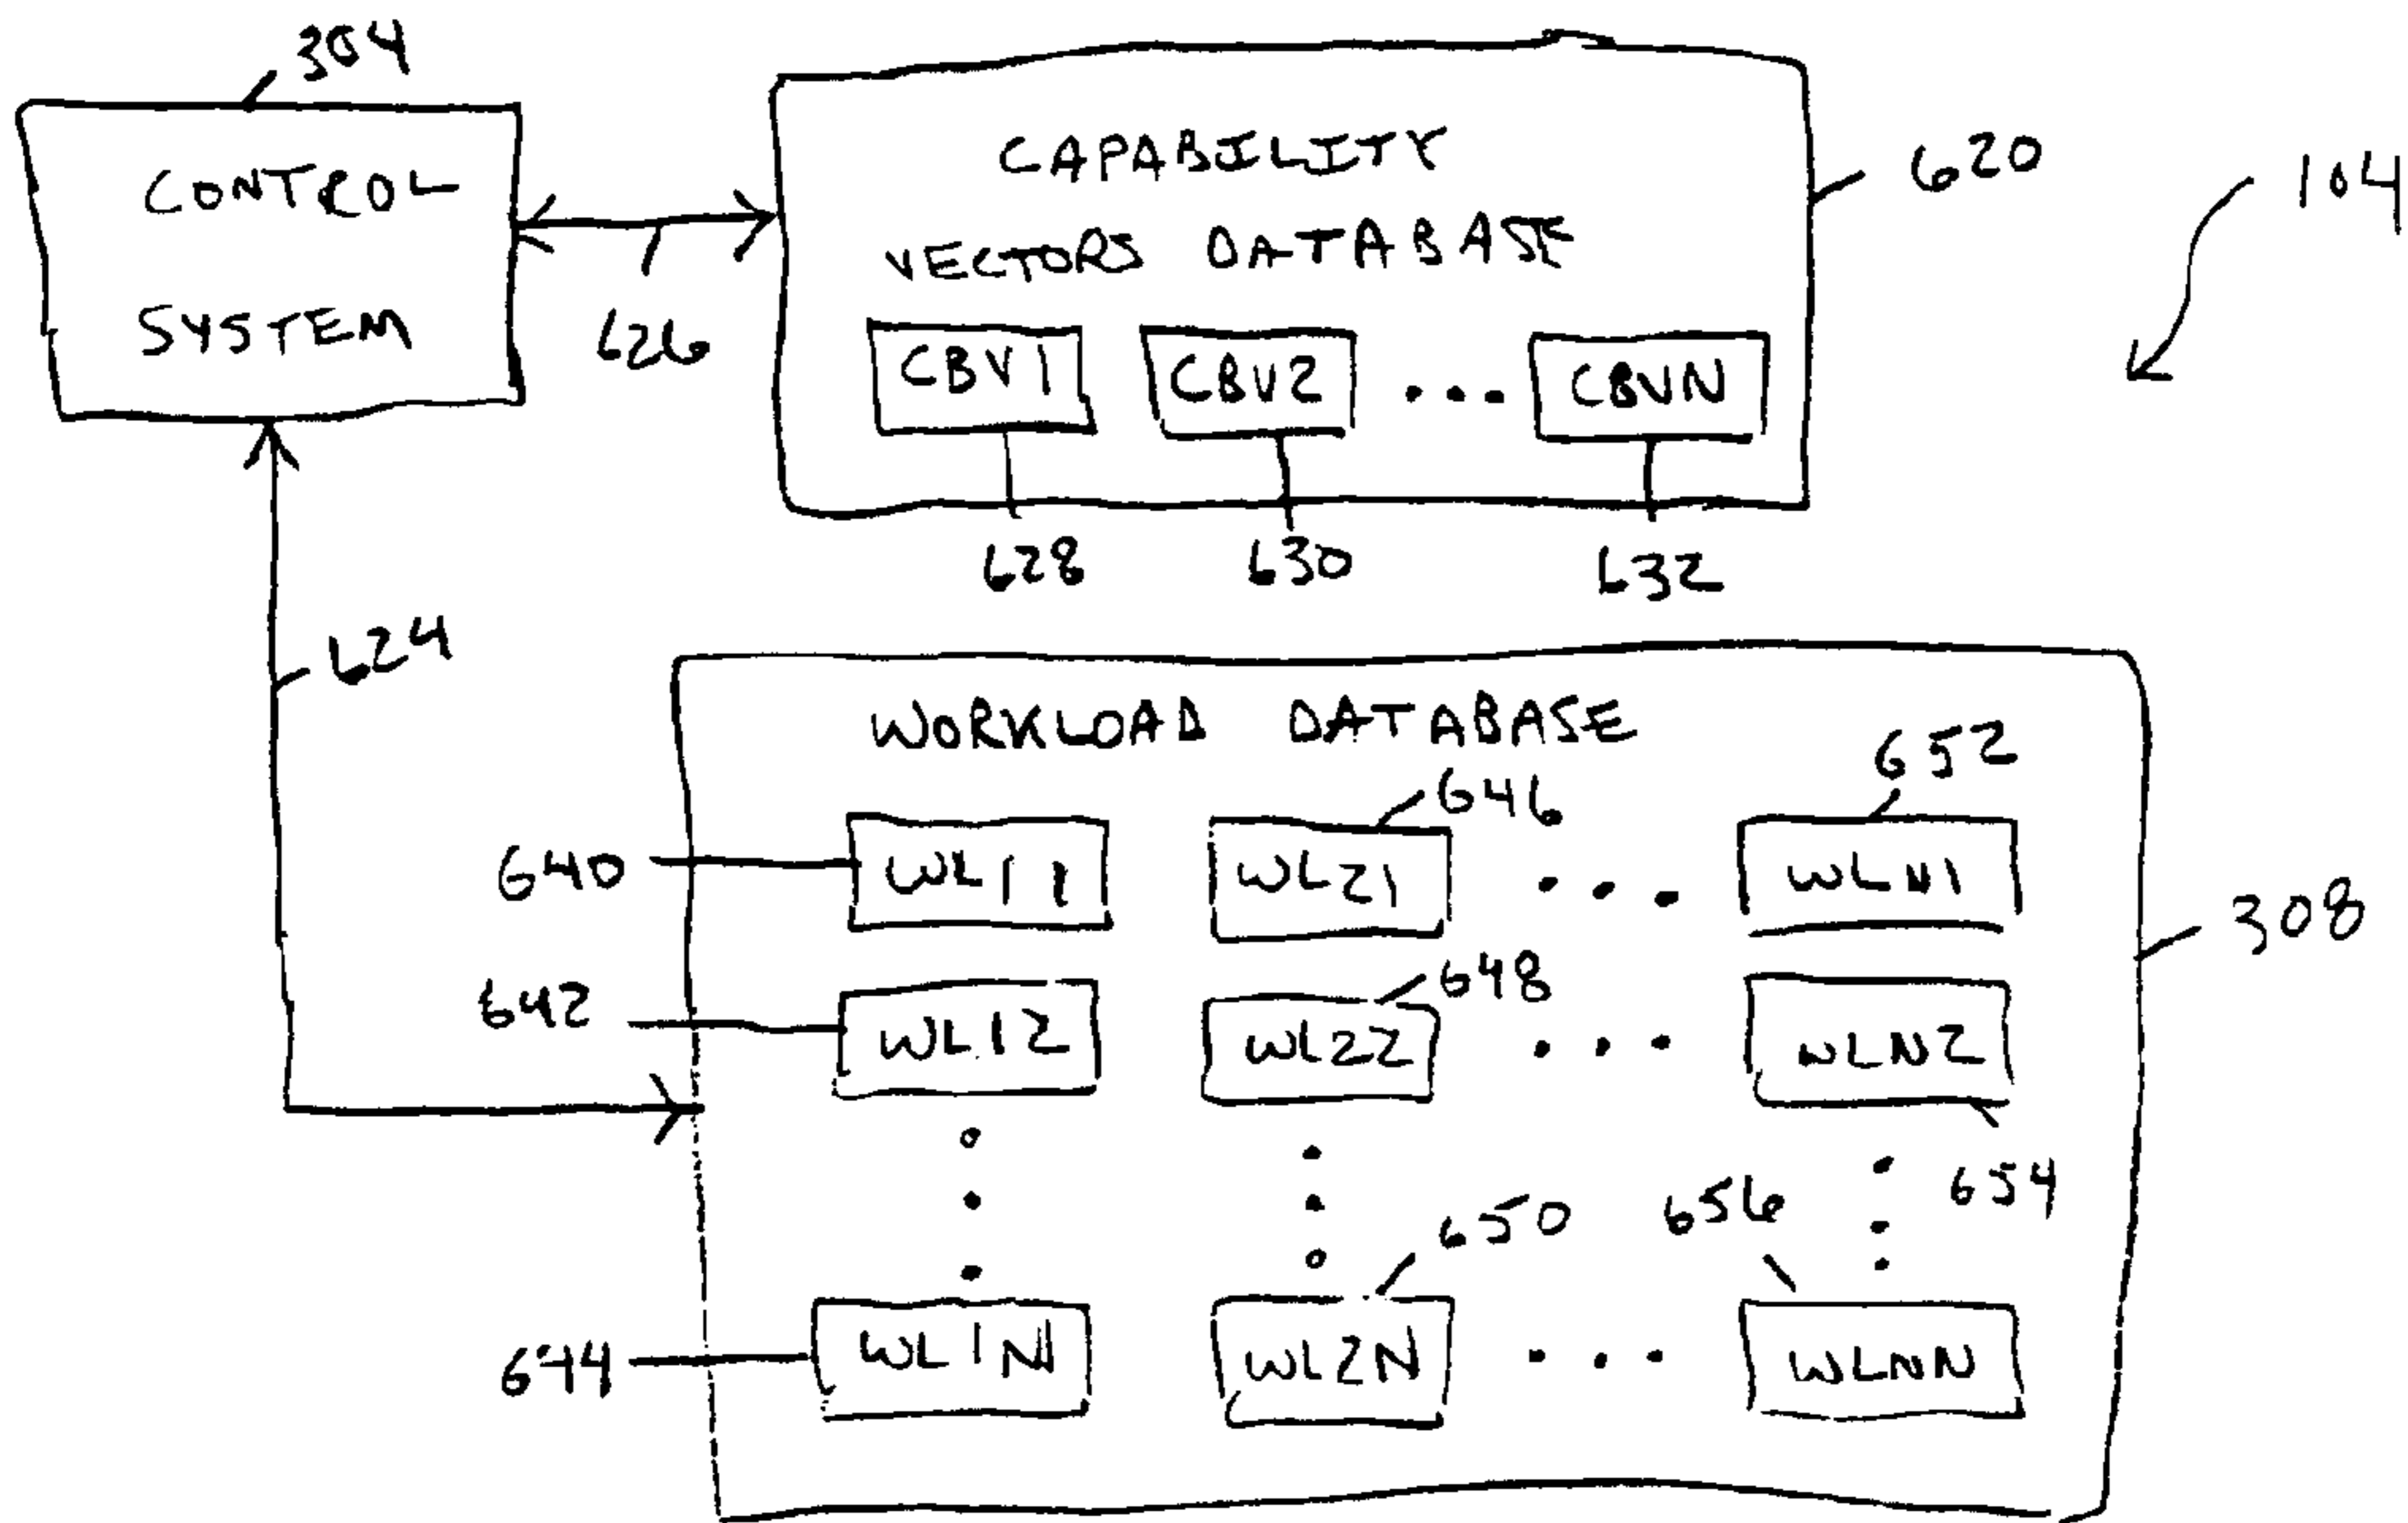 304
CONTROL
SYSTEM
626
CAPABILITY
VECTORS DATABASE
CBV1 CBV2 ... CBVN
620
104
628 630 632
624
WORKLOAD DATABASE
652
646
640 WL11 WL21 ... WLN1
308
648
642 WL12 WL22 ... WLN2
654
650 656
644 WL1N WL2N ... WLNN